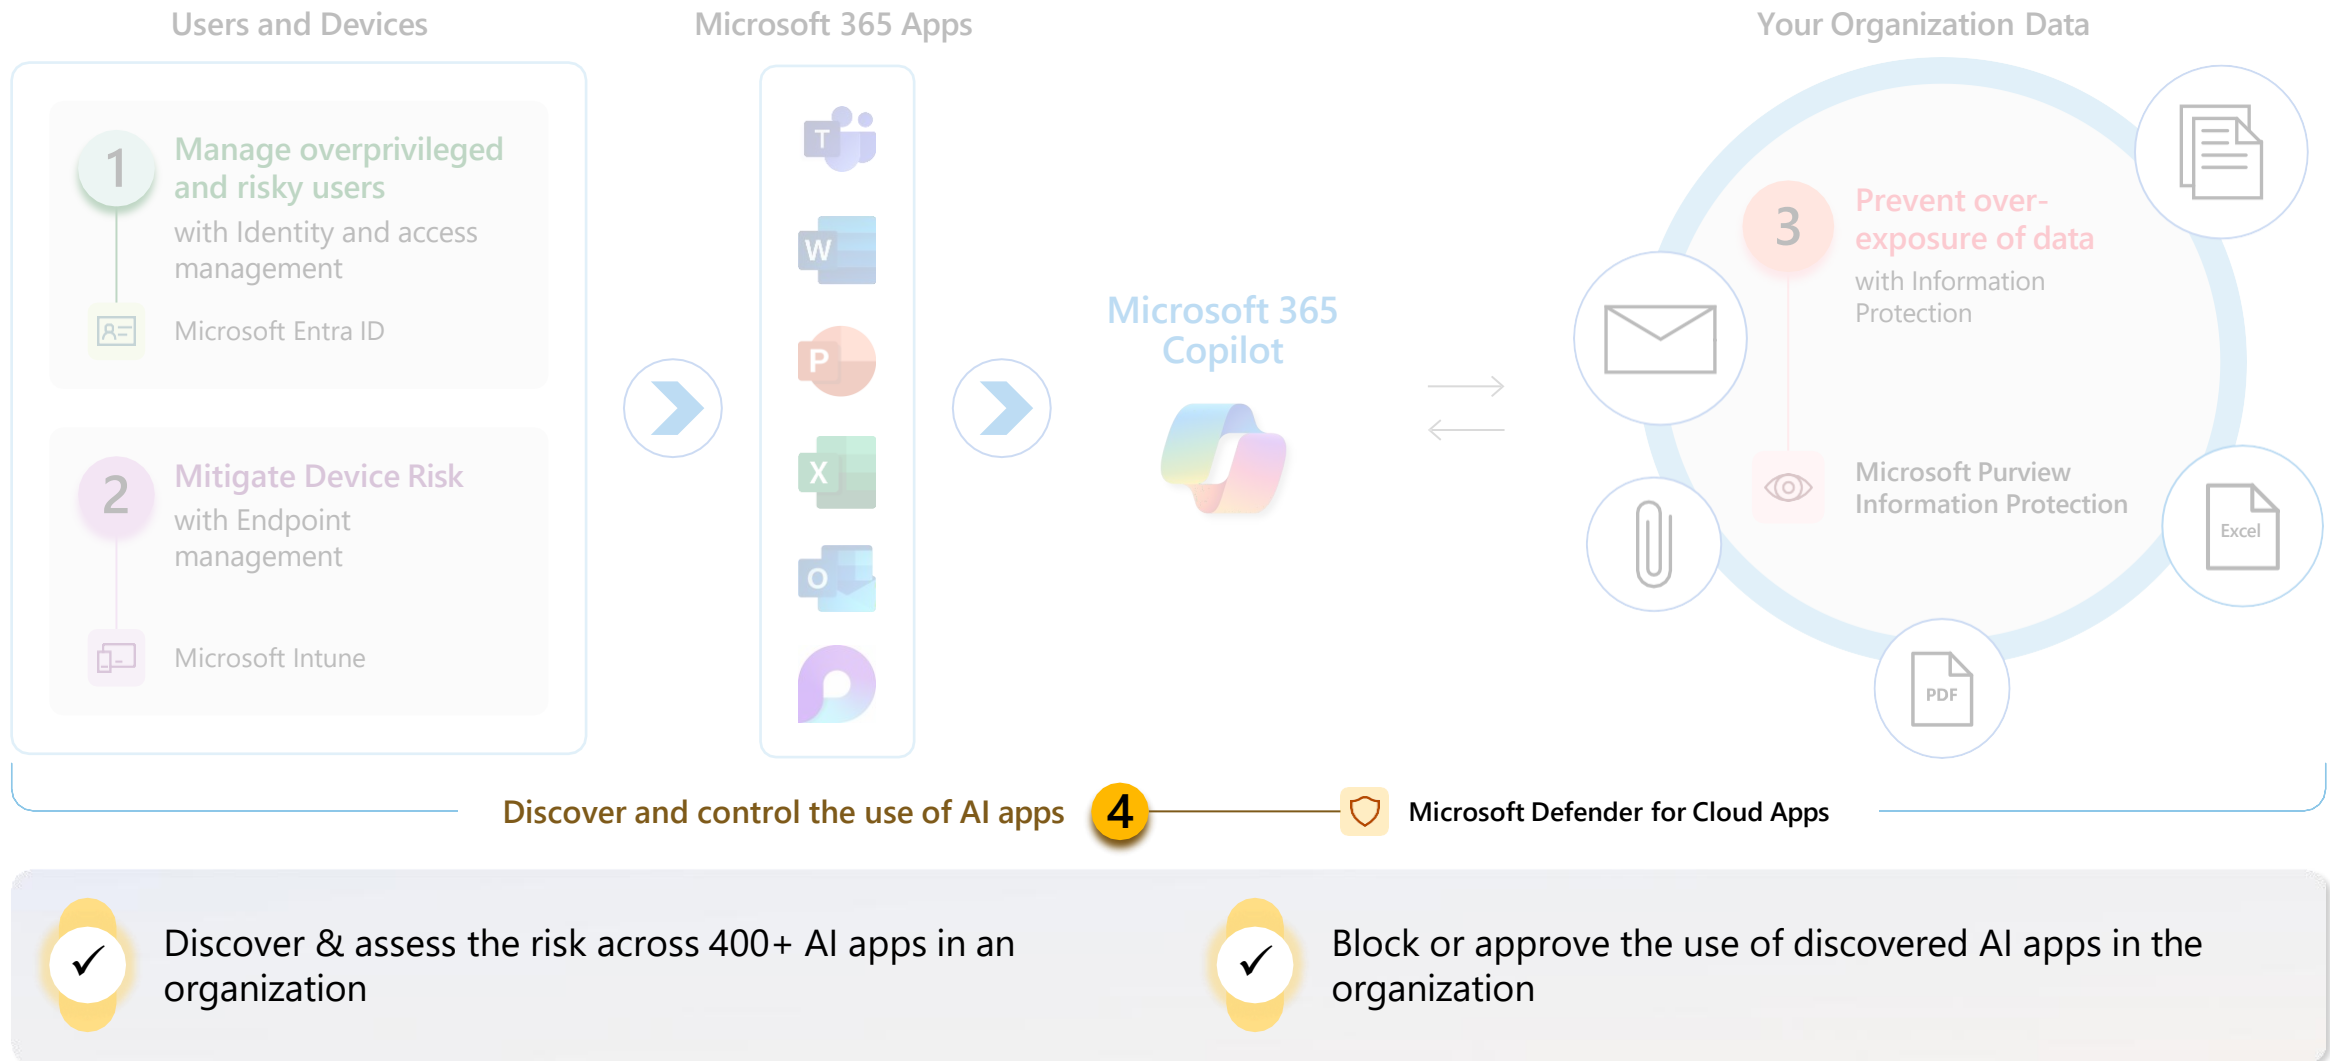 Users and Devices
Microsoft 365 Apps
Your Organization Data
1
Manage overprivileged
and risky users
with Identity and access
management
Microsoft Entra ID
2
Mitigate Device Risk
with Endpoint
management
Microsoft Intune
T
W
P
X
O
Microsoft 365
Copilot
3
Prevent over-
exposure of data
with Information
Protection
Microsoft Purview
Information Protection
Excel
PDF
Discover and control the use of AI apps
4
Microsoft Defender for Cloud Apps
Discover & assess the risk across 400+ AI apps in an
organization
Block or approve the use of discovered AI apps in the
organization